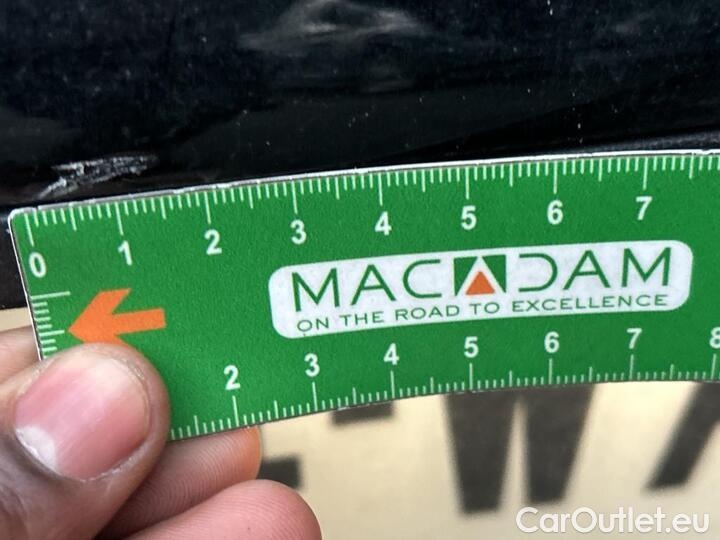 0 1 2 3 4 5 6 7
MACADAM
ON THE ROAD TO EXCELLENCE
2 3 4 5 6 7 8
CarOutlet.eu